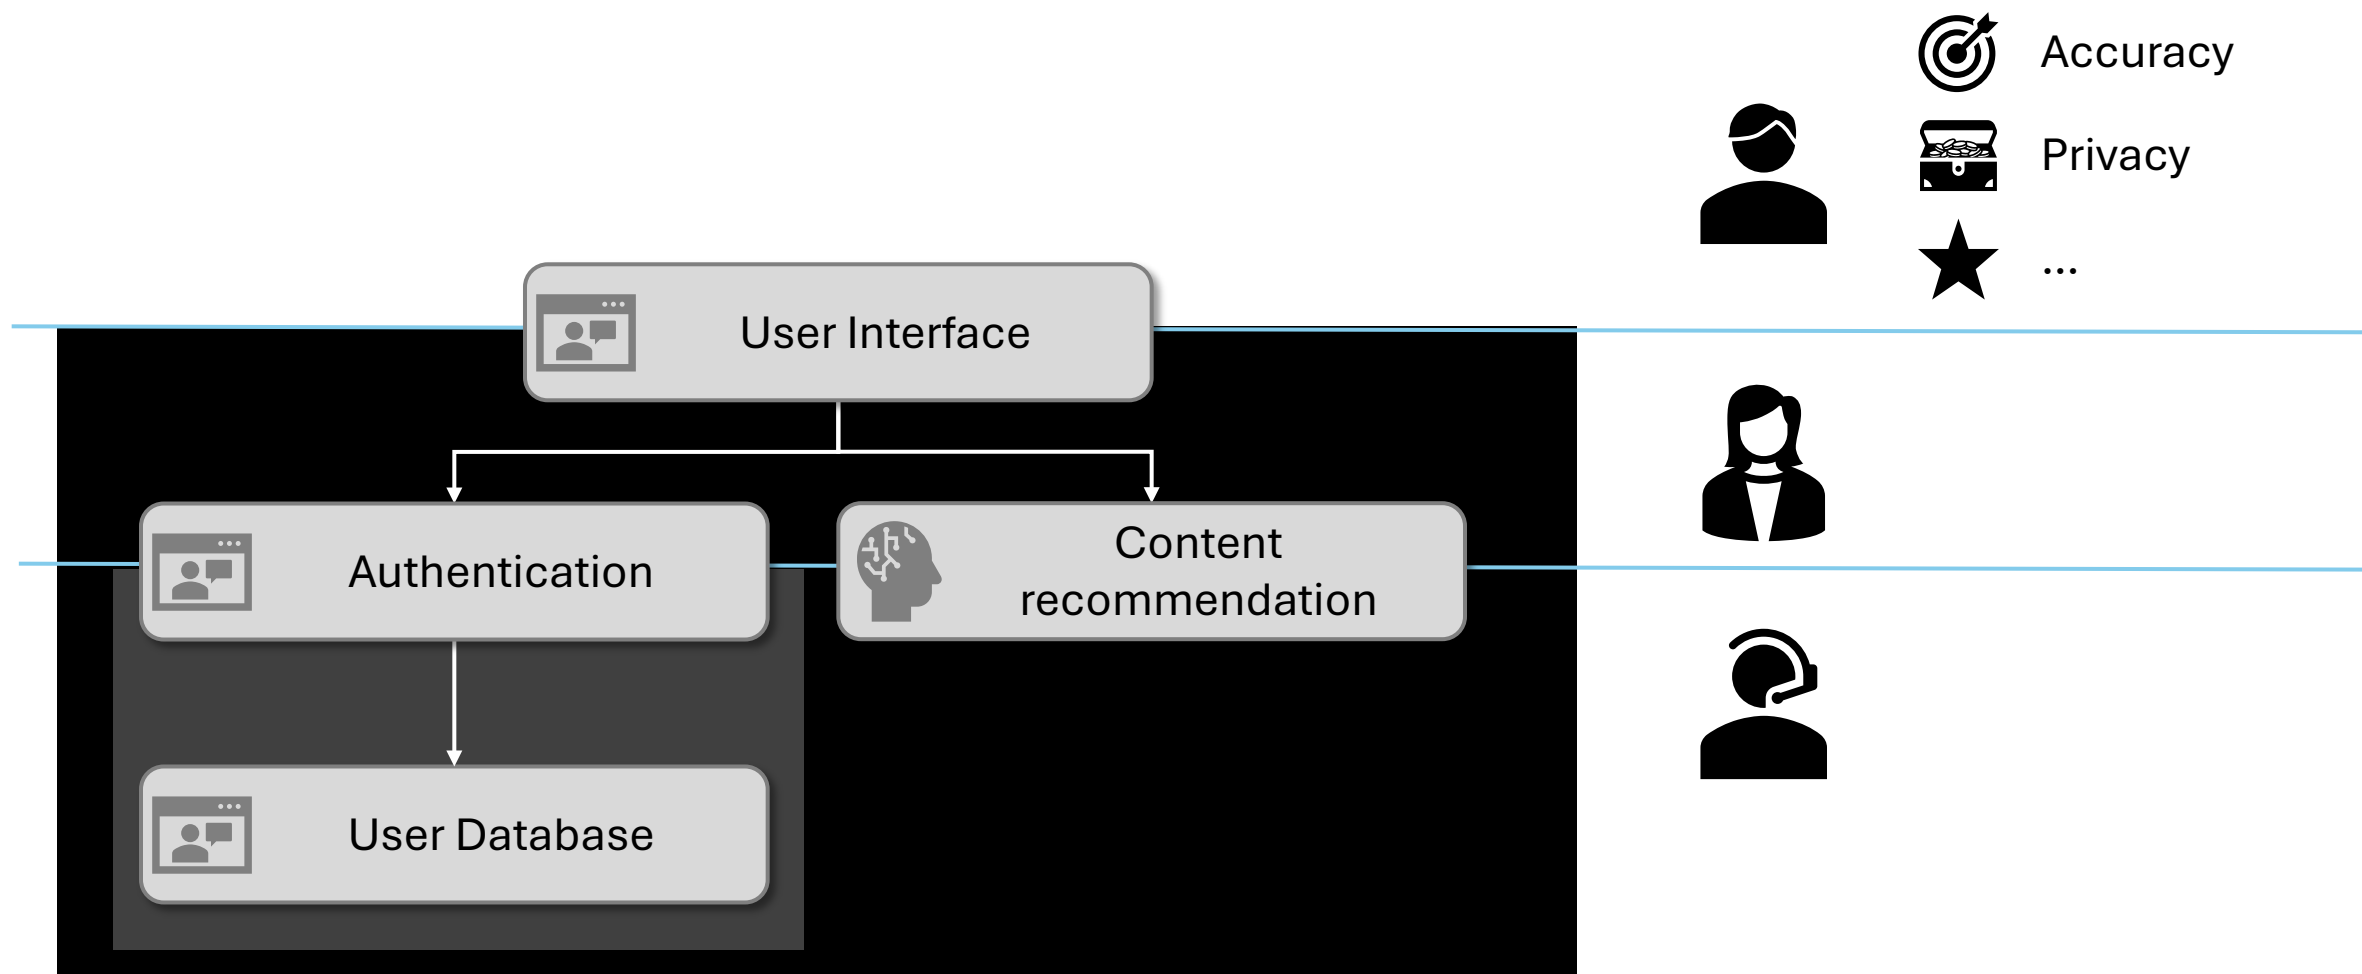 Accuracy
Privacy
...
User Interface
Authentication
Content
recommendation
User Database